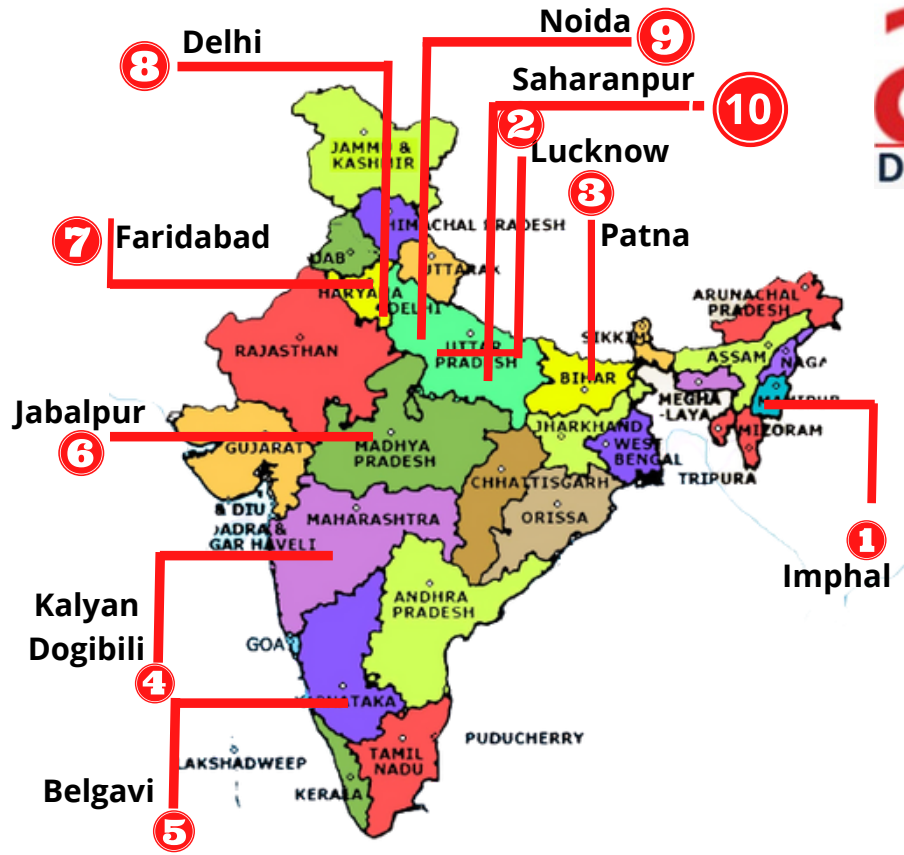 Noida
9
Delhi
8
Saharanpur
10
2
Lucknow
D
JAMMU &
KASHMIR
3
Patna
HIMACHAL PRADESH
7
Faridabad
UTTARAK
HARYANA
DELHI
ARUNACHAL
PRADESH
SIKKIM
RAJASTHAN
UTTAR
PRADESH
ASSAM
NAGA
BIHAR
MEGHA
-LAYA
MANIPUR
Jabalpur
6
GUJARAT
MADHYA
PRADESH
JHARKHAND
WEST
BENGAL
MIZORAM
TRIPURA
CHHATTISGARH
ORISSA
& DIU
DADRA &
GAR HAVELI
MAHARASHTRA
1
Imphal
Kalyan
Dogibili
4
ANDHRA
PRADESH
GOA
KARNATAKA
PUDUCHERRY
TAMIL
NADU
LAKSHADWEEP
KERALA
Belgavi
5